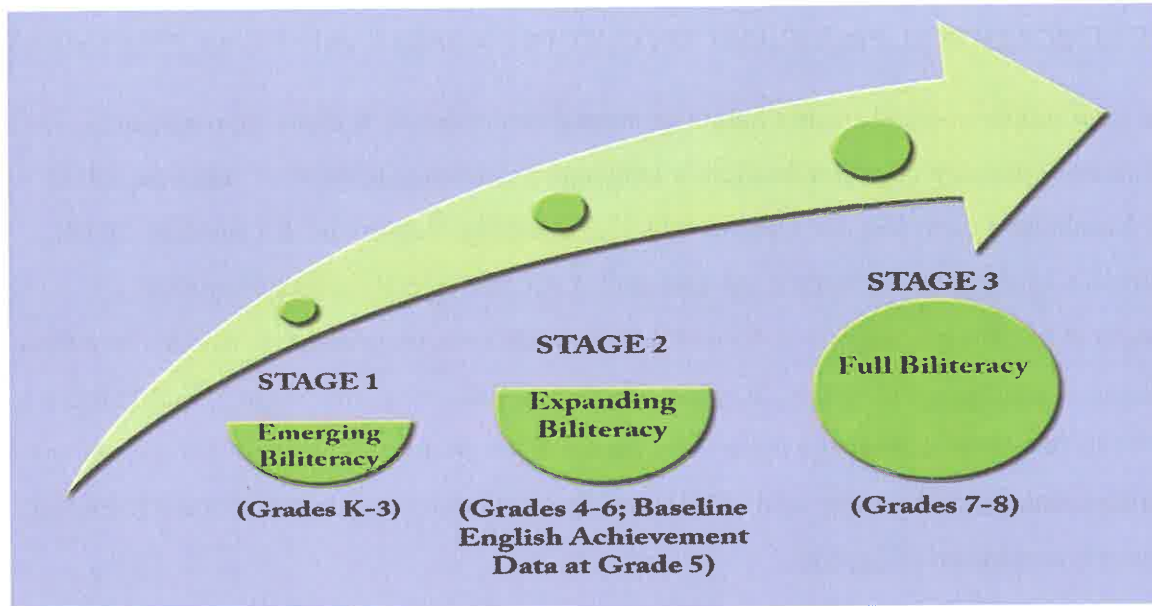 STAGE 1
Emerging
Biliteracy
(Grades K-3)
STAGE 2
Expanding
Biliteracy
(Grades 4-6; Baseline
English Achievement
Data at Grade 5)
STAGE 3
Full Biliteracy
(Grades 7-8)